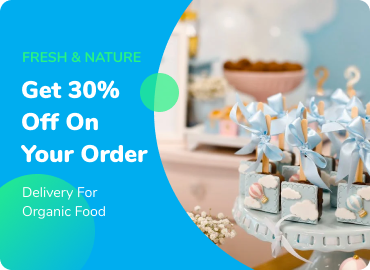 FRESH & NATURE
Get 30%
Off On
Your Order
Delivery For
Organic Food